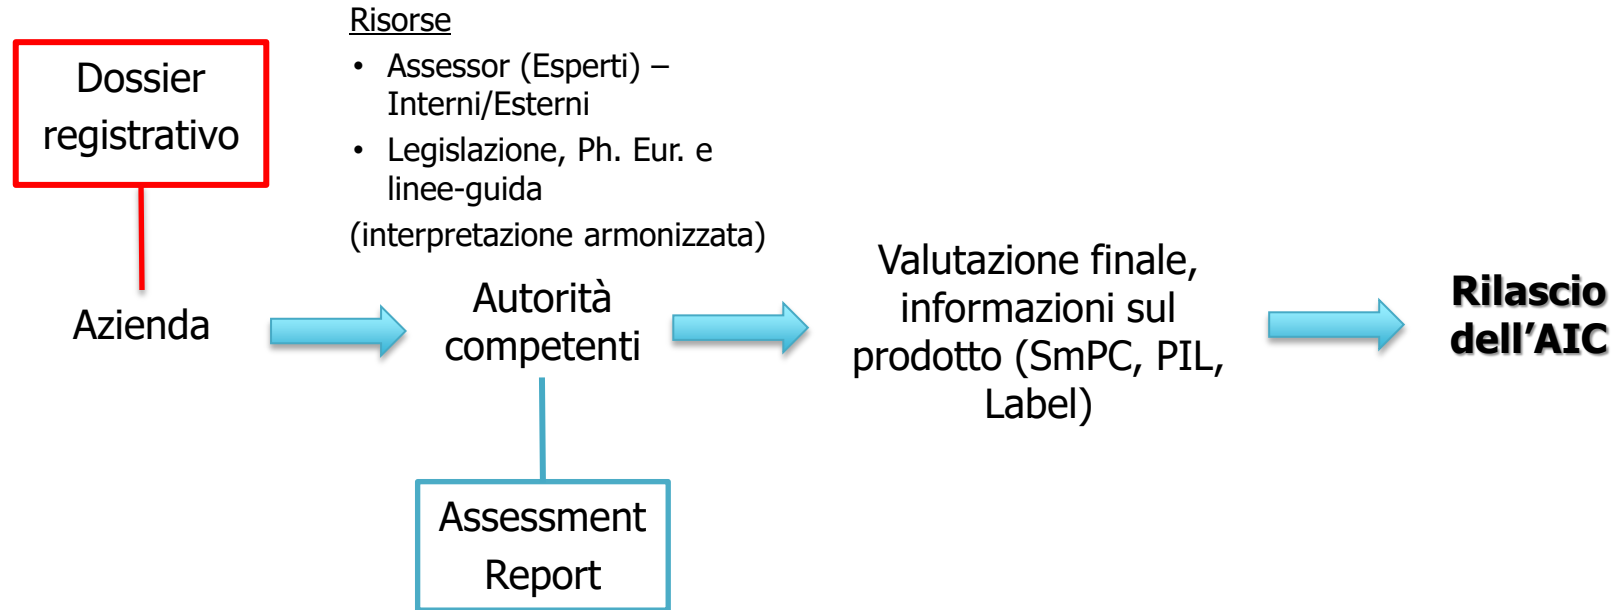 Dossier
registrativo
Azienda
Risorse
• Assessor (Esperti) –
Interni/Esterni
• Legislazione, Ph. Eur. e
linee-guida
(interpretazione armonizzata)
Autorità
competenti
Assessment
Report
Valutazione finale,
informazioni sul
prodotto (SmPC, PIL,
Label)
Rilascio
dell’AIC